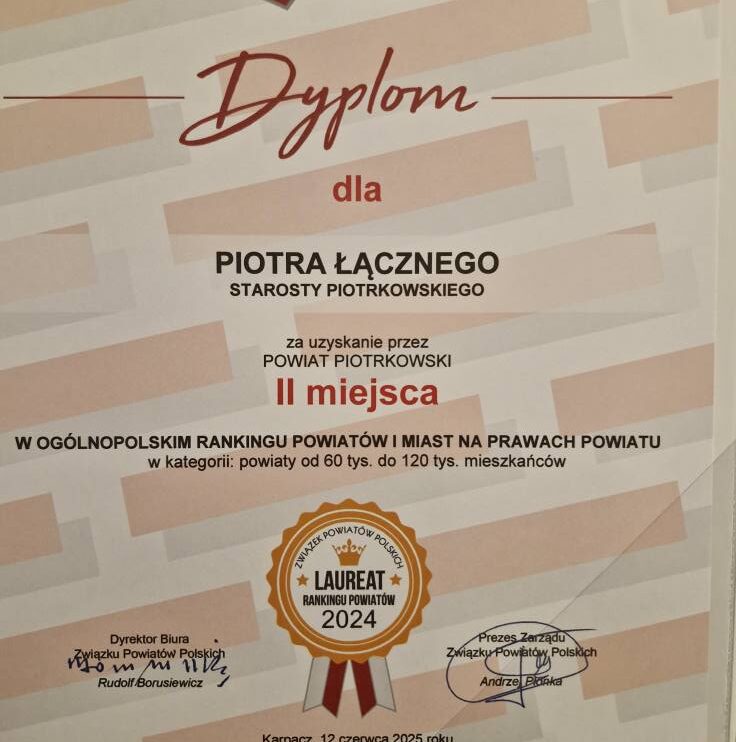 Dyplom
dla
PIOTRA ŁĄCZNEGO
STAROSTY PIOTRKOWSKIEGO
za uzyskanie przez
POWIAT PIOTRKOWSKI
II miejsca
W OGÓLNOPOLSKIM RANKINGU POWIATÓW I MIAST NA PRAWACH POWIATU
w kategorii: powiaty od 60 tys. do 120 tys. mieszkańców
ZWIĄZEK POWIATÓW POLSKICH
LAUREAT
RANKINGU POWIATÓW
2024
Dyrektor Biura
Związku Powiatów Polskich
Rudolf Borusiewicz
Prezes Zarządu
Związku Powiatów Polskich
Andrzej Płonka
Karpacz, 12 czerwca 2025 roku